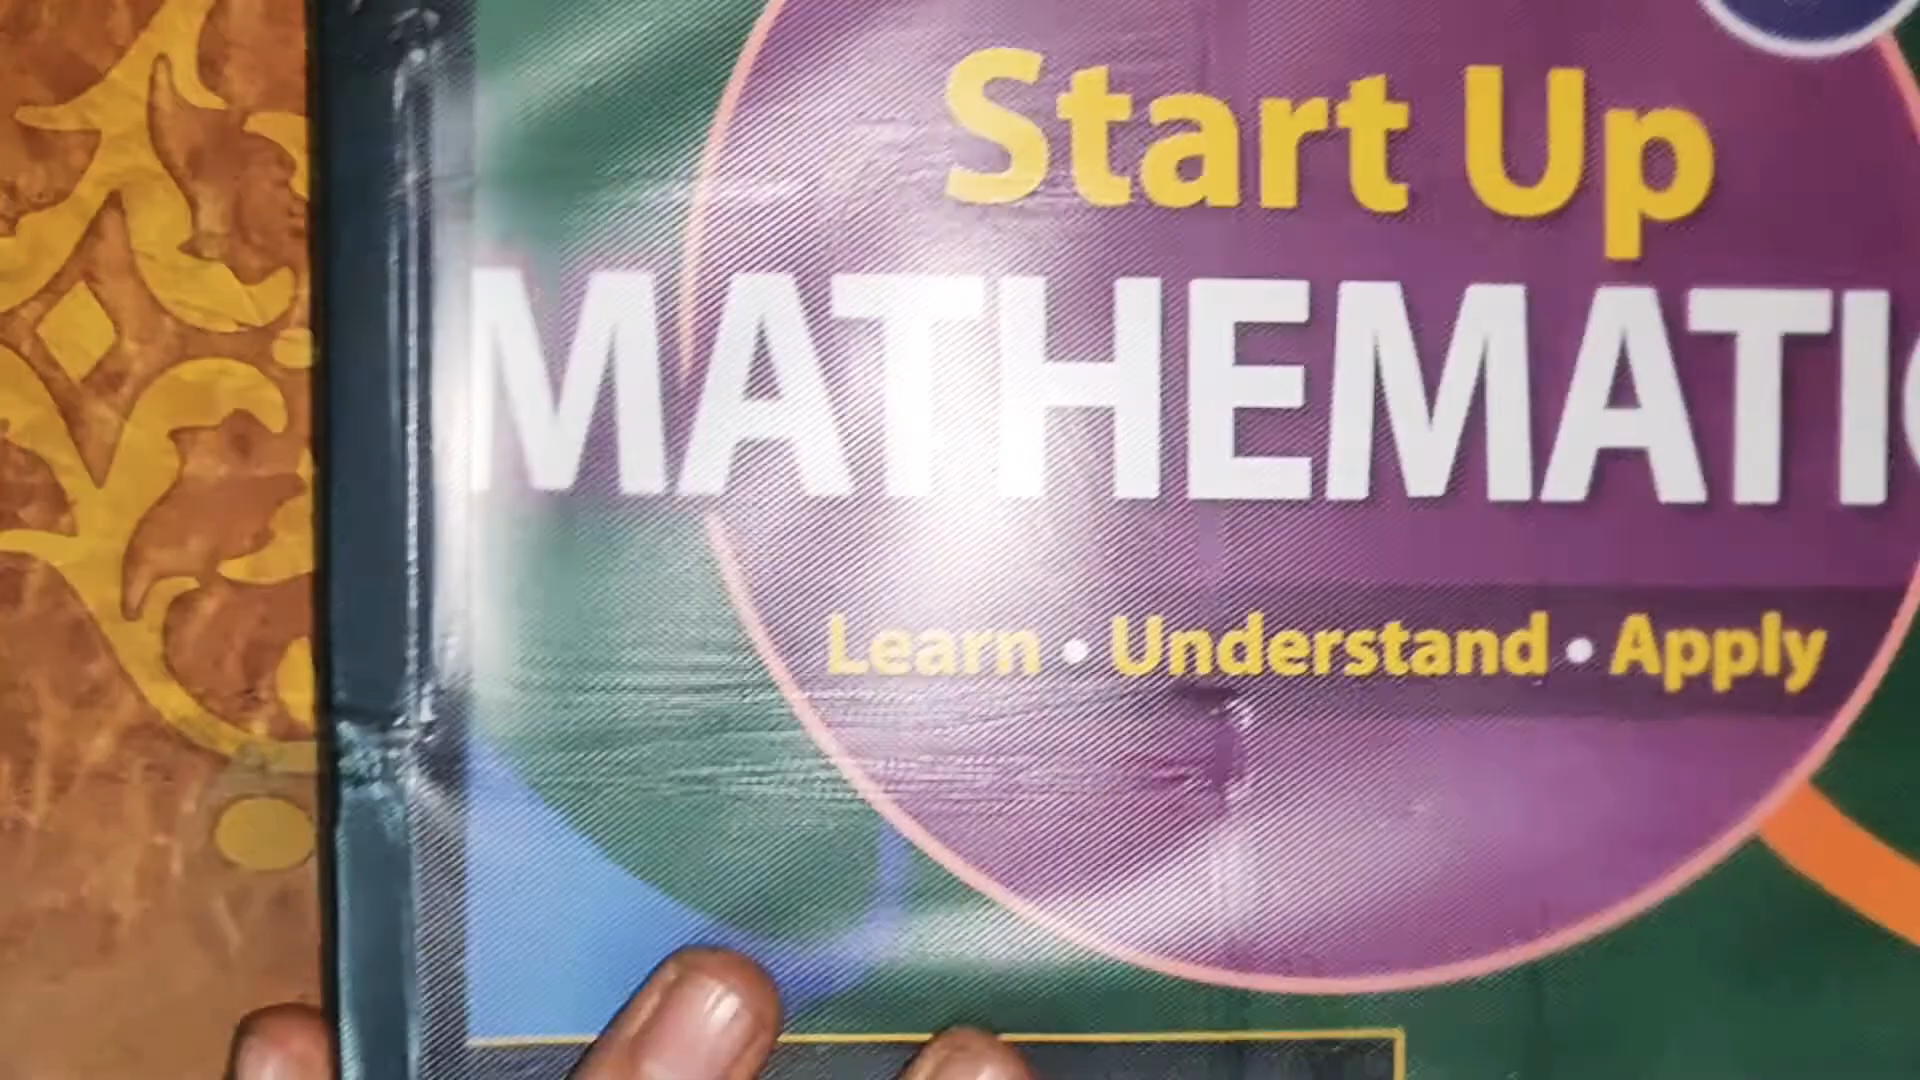 Start Up
MATHEMATI
Learn • Understand • Apply